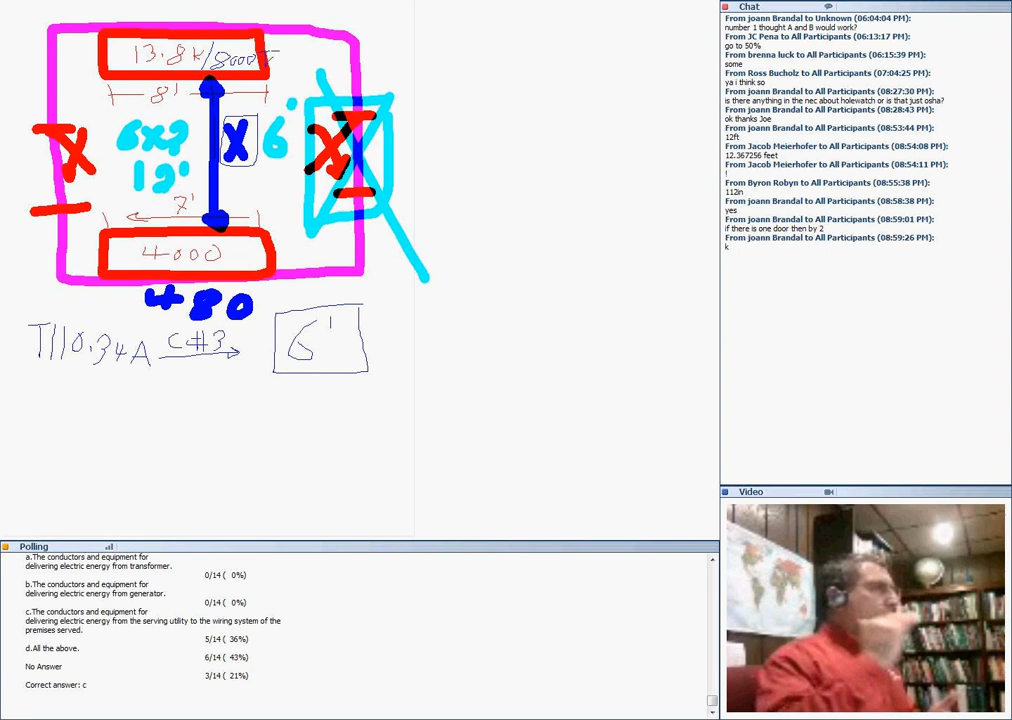 13.8k/8000V
8'
X
6'
X
X
6x2
12'
7'
4000
480
T110.34A C#3
6'
Chat
From joann Brandal to Unknown (06:04:04 PM):
number 1 thought A and B would work?
From JC Pena to All Participants (06:13:17 PM):
go to 50%
From brenna luck to All Participants (06:15:39 PM):
some
From Ross Bucholz to All Participants (07:04:25 PM):
ya i think so
From joann Brandal to All Participants (08:27:30 PM):
is there anything in the nec about holewatch or is that just osha?
From joann Brandal to All Participants (08:28:43 PM):
ok thanks Joe
From joann Brandal to All Participants (08:53:44 PM):
12ft
From Jacob Meierhofer to All Participants (08:54:08 PM):
12.367256 feet
From Jacob Meierhofer to All Participants (08:54:11 PM):
!
From Byron Robyn to All Participants (08:55:38 PM):
112in
From Jacob Meierhofer to All Participants (08:58:38 PM):
yes
From joann Brandal to All Participants (08:59:01 PM):
if there is one door then by 2
From joann Brandal to All Participants (08:59:26 PM):
k
Video
Polling
a.The conductors and equipment for
delivering electric energy from transformer.
0/14 ( 0%)
b.The conductors and equipment for
delivering electric energy from generator.
0/14 ( 0%)
c.The conductors and equipment for
delivering electric energy from the serving utility to the wiring system of the
premises served.
5/14 ( 36%)
d.All the above.
6/14 ( 43%)
No Answer
3/14 ( 21%)
Correct answer: c